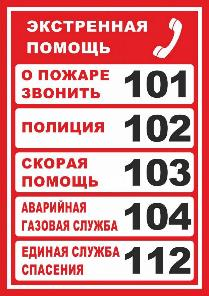 ЭКСТРЕННАЯ
ПОМОЩЬ
О ПОЖАРЕ
ЗВОНИТЬ
101
ПОЛИЦИЯ
102
СКОРАЯ
ПОМОЩЬ
103
АВАРИЙНАЯ
ГАЗОВАЯ СЛУЖБА
104
ЕДИНАЯ СЛУЖБА
СПАСЕНИЯ
112